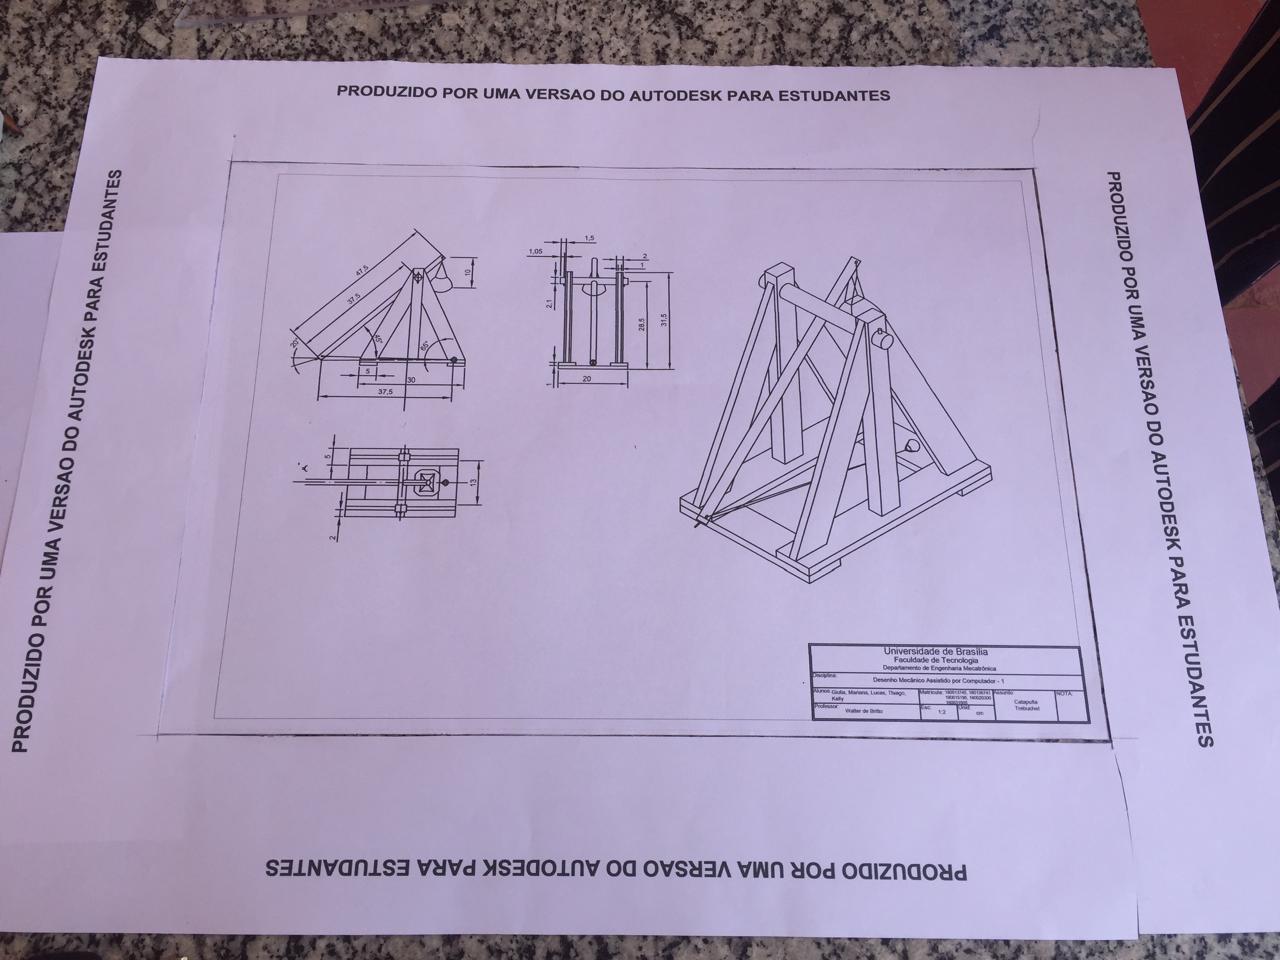 PRODUZIDO POR UMA VERSAO DO AUTODESK PARA ESTUDANTES
PRODUZIDO POR UMA VERSAO DO AUTODESK PARA ESTUDANTES
PRODUZIDO POR UMA VERSAO DO AUTODESK PARA ESTUDANTES
47,5
37,5
10
20°
65°
5
30
37,5
1,5
1,05
2
1
2,1
28,5
31,5
20
5
A
13
2
Universidade de Brasília
Faculdade de Tecnologia
Departamento de Engenharia Mecatrônica
Disciplina:
Desenho Mecânico Assistido por Computador - 1
Alunos: Giulia, Mariana, Lucas, Thiago,
Kelly
Matrícula:
Assunto:
Catapulta
Trebuchet
NOTA:
Professor:
Walter de Britto
Esc:
1:2
Unid:
cm
PRODUZIDO POR UMA VERSAO DO AUTODESK PARA ESTUDANTES